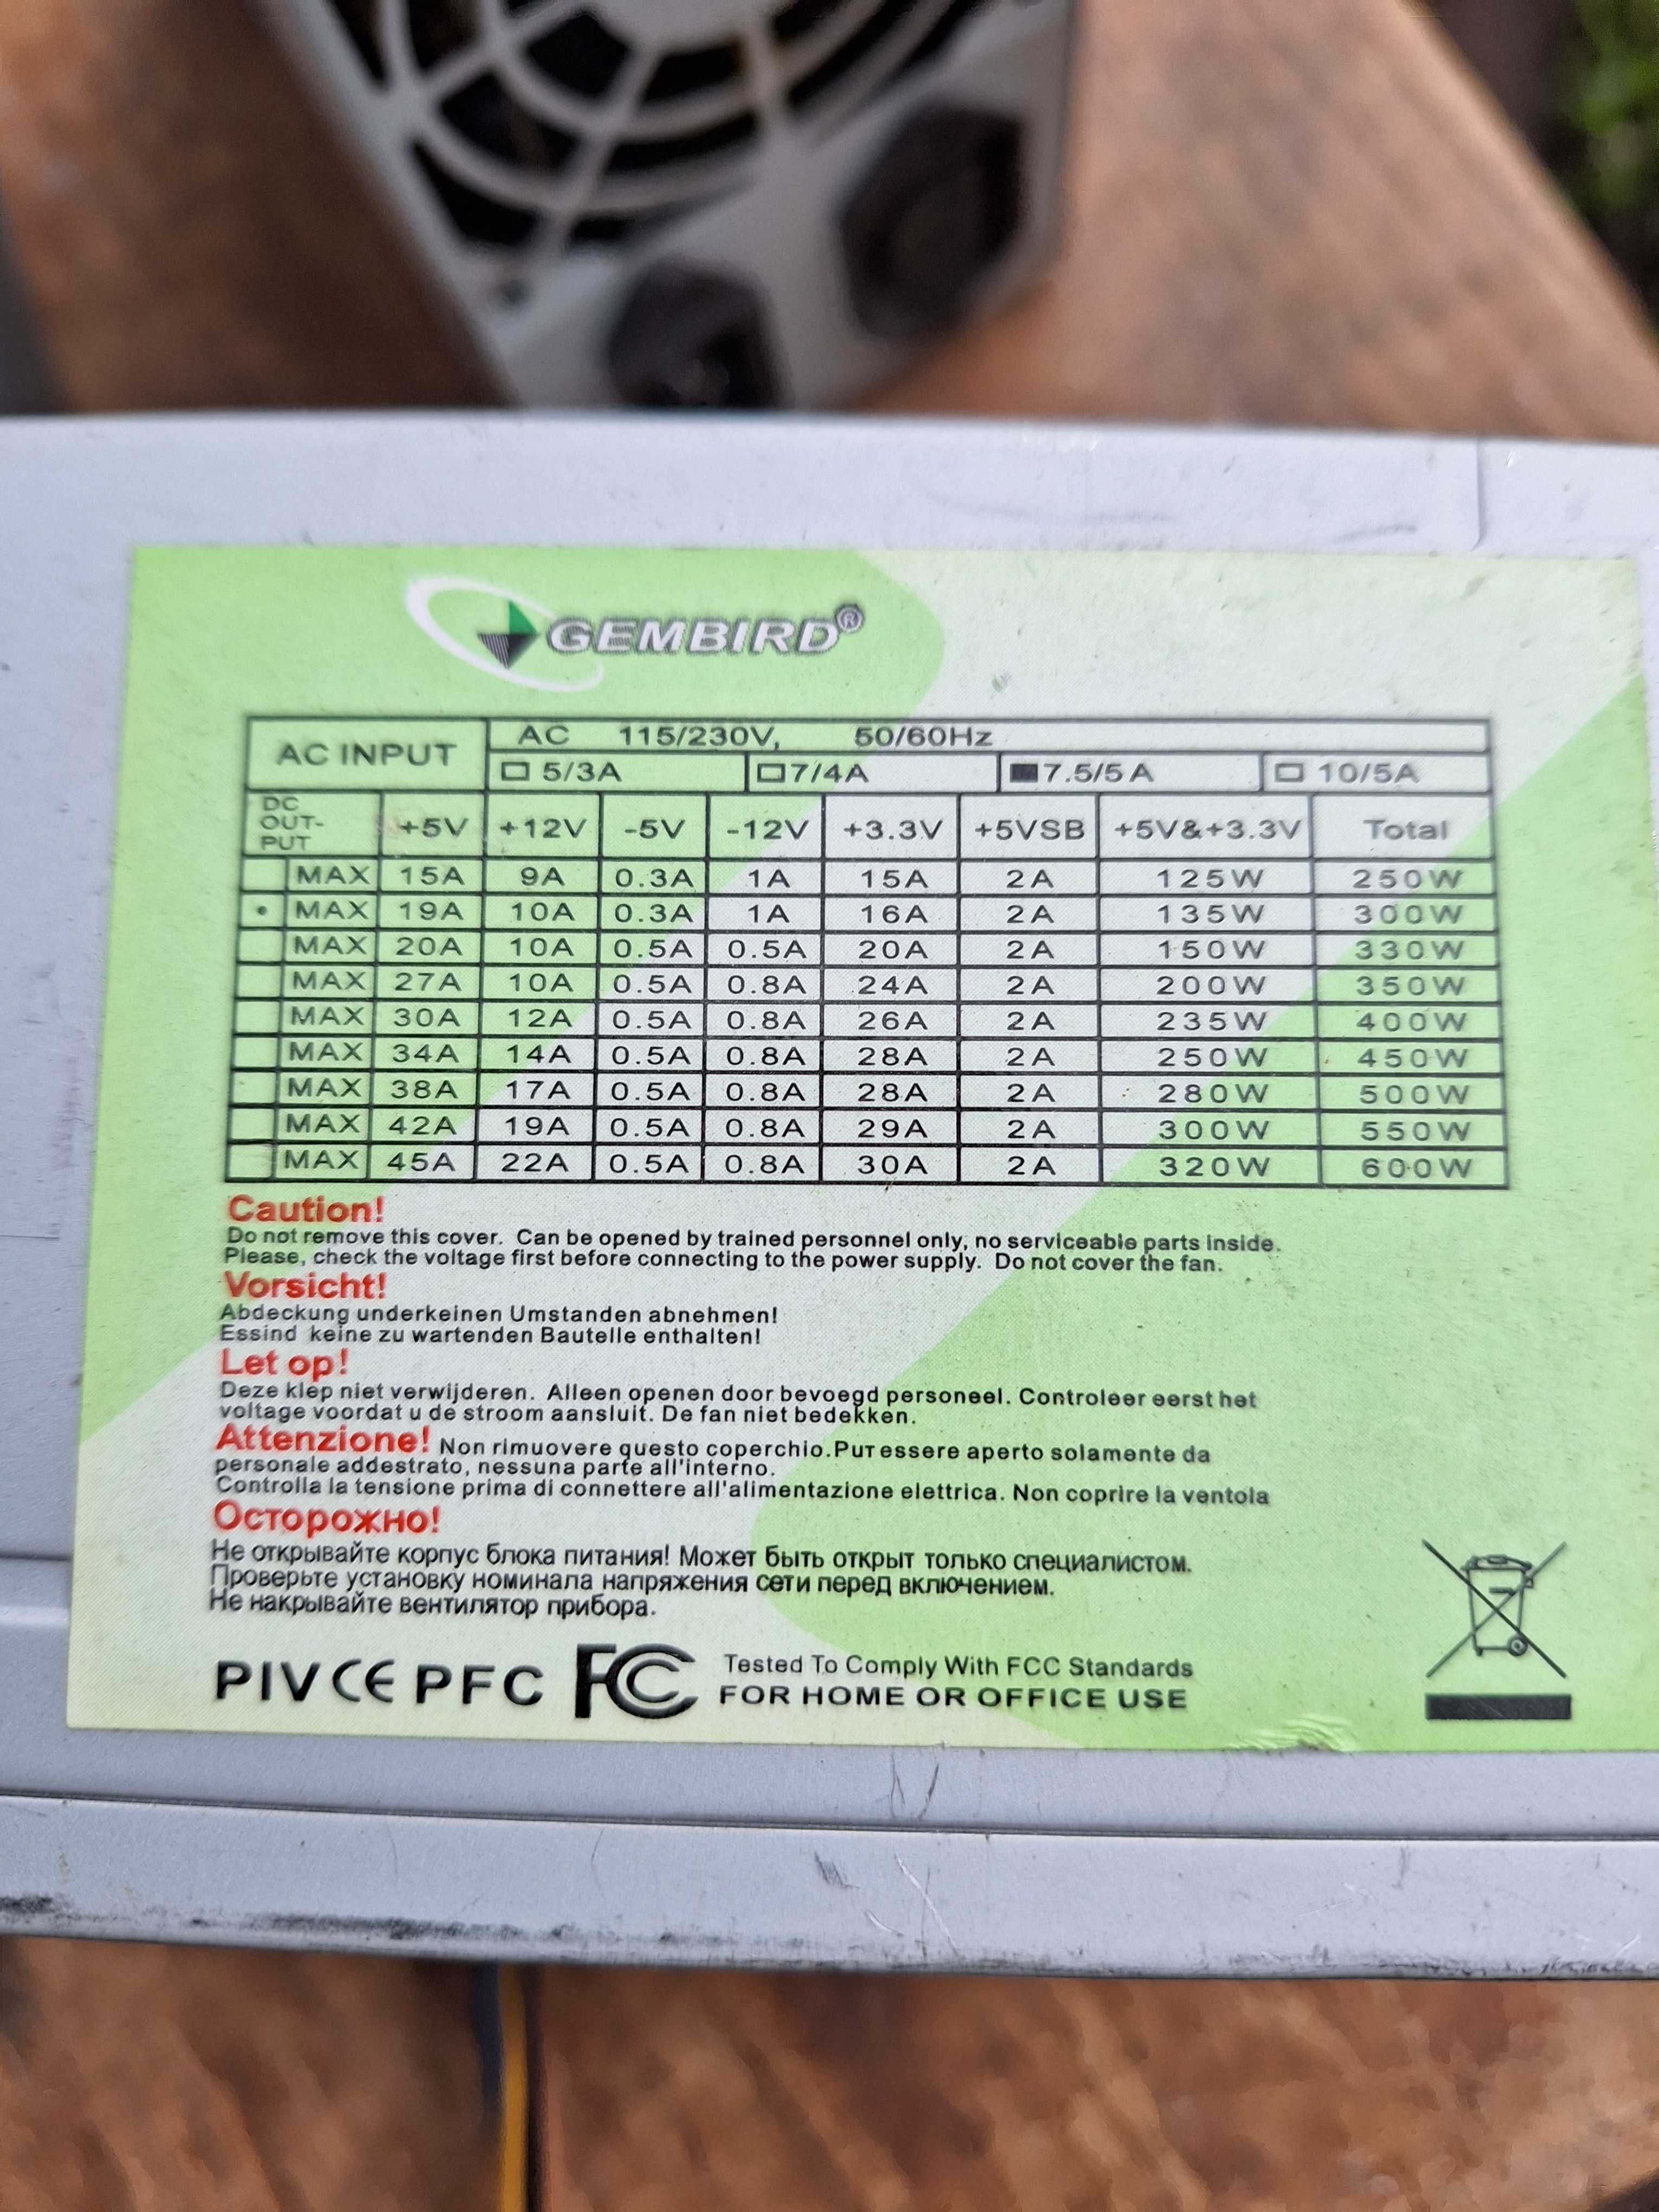 GEMBIRD®
AC INPUT
AC 115/230V, 50/60Hz
5/3A 7/4A 7.5/5A 10/5A
DC OUT-PUT +5V +12V -5V -12V +3.3V +5VSB +5V&+3.3V Total
MAX 15A 9A 0.3A 1A 15A 2A 125W 250W
• MAX 19A 10A 0.3A 1A 16A 2A 135W 300W
MAX 20A 10A 0.5A 0.5A 20A 2A 150W 330W
MAX 27A 10A 0.5A 0.8A 24A 2A 200W 350W
MAX 30A 12A 0.5A 0.8A 26A 2A 235W 400W
MAX 34A 14A 0.5A 0.8A 28A 2A 250W 450W
MAX 38A 17A 0.5A 0.8A 28A 2A 280W 500W
MAX 42A 19A 0.5A 0.8A 29A 2A 300W 550W
MAX 45A 22A 0.5A 0.8A 30A 2A 320W 600W
Caution!
Do not remove this cover. Can be opened by trained personnel only, no serviceable parts inside.
Please, check the voltage first before connecting to the power supply. Do not cover the fan.
Vorsicht!
Abdeckung underkeinen Umstanden abnehmen!
Essind keine zu wartenden Bautelle enthalten!
Let op!
Deze klep niet verwijderen. Alleen openen door bevoegd personeel. Controleer eerst het
voltage voordat u de stroom aansluit. De fan niet bedekken.
Attenzione! Non rimuovere questo coperchio.Puтessere aperto solamente da
personale addestrato, nessuna parte all'interno.
Controlla la tensione prima di connettere all'alimentazione elettrica. Non coprire la ventola
Осторожно!
Не открывайте корпус блока питания! Может быть открыт только специалистом.
Проверьте установку номинала напряжения сети перед включением.
Не накрывайте вентилятор прибора.
PIV CE PFC FC Tested To Comply With FCC Standards
FOR HOME OR OFFICE USE